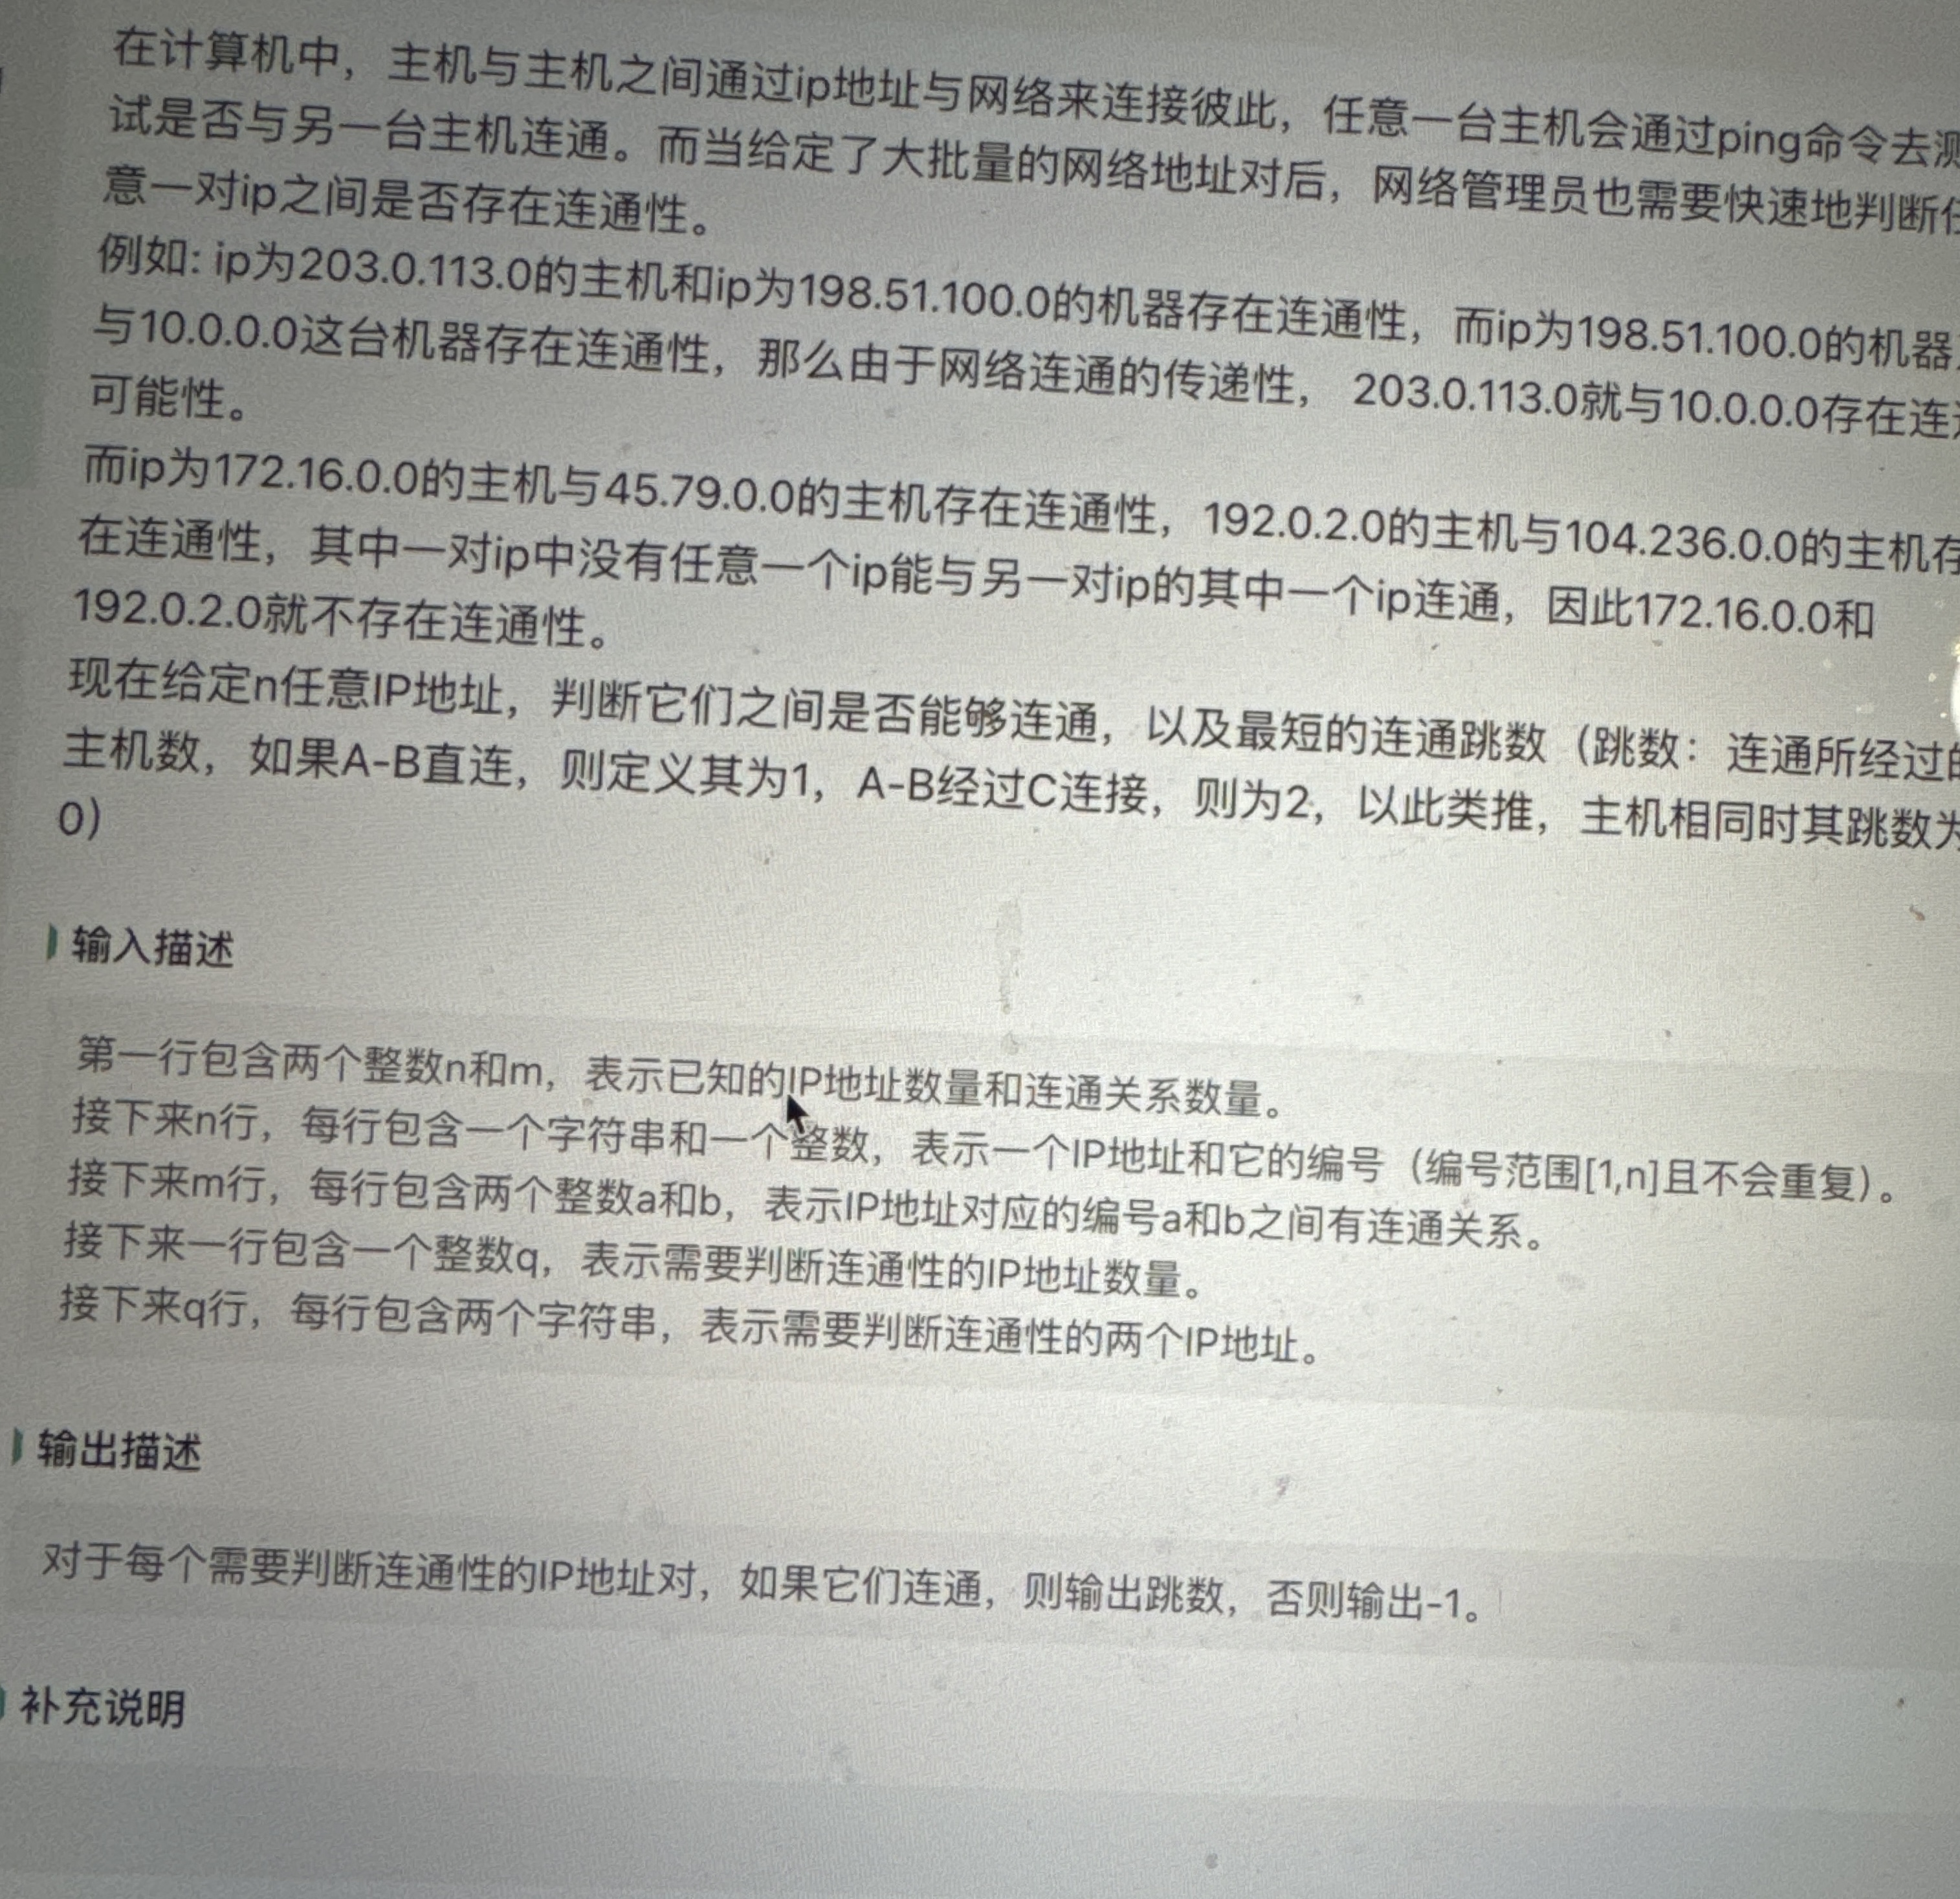 在计算机中，主机与主机之间通过ip地址与网络来连接彼此，任意一台主机会通过ping命令去测
试是否与另一台主机连通。而当给定了大批量的网络地址对后，网络管理员也需要快速地判断任
意一对ip之间是否存在连通性。
例如: ip为203.0.113.0的主机和ip为198.51.100.0的机器存在连通性，而ip为198.51.100.0的机器
与10.0.0.0这台机器存在连通性，那么由于网络连通的传递性， 203.0.113.0就与10.0.0.0存在连通
可能性。
而ip为172.16.0.0的主机与45.79.0.0的主机存在连通性，192.0.2.0的主机与104.236.0.0的主机存
在连通性，其中一对ip中没有任意一个ip能与另一对ip的其中一个ip连通，因此172.16.0.0和
192.0.2.0就不存在连通性。
现在给定n任意IP地址，判断它们之间是否能够连通，以及最短的连通跳数（跳数：连通所经过的
主机数，如果A-B直连，则定义其为1，A-B经过C连接，则为2，以此类推，主机相同时其跳数为
0）
输入描述
第一行包含两个整数n和m，表示已知的IP地址数量和连通关系数量。
接下来n行，每行包含一个字符串和一个整数，表示一个IP地址和它的编号（编号范围[1,n]且不会重复）。
接下来m行，每行包含两个整数a和b，表示IP地址对应的编号a和b之间有连通关系。
接下来一行包含一个整数q，表示需要判断连通性的IP地址数量。
接下来q行，每行包含两个字符串，表示需要判断连通性的两个IP地址。
输出描述
对于每个需要判断连通性的IP地址对，如果它们连通，则输出跳数，否则输出-1。
补充说明